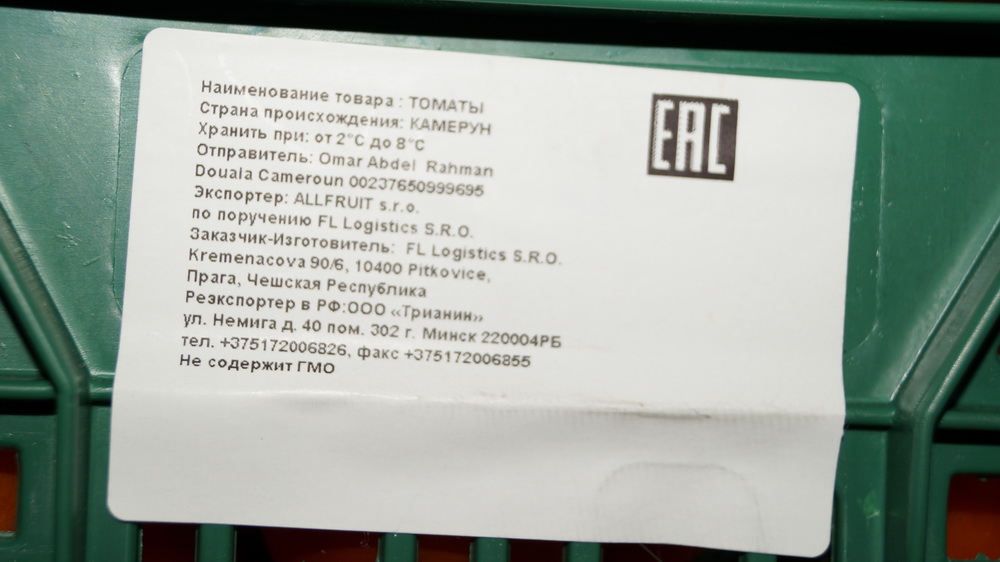 Наименование товара : ТОМАТЫ
Страна происхождения: КАМЕРУН
Хранить при: от 2°С до 8°С
Отправитель: Omar Abdel Rahman
Douala Cameroun 00237650999695
Экспортер: ALLFRUIT s.r.o.
по поручению FL Logistics S.R.O.
Заказчик-Изготовитель: FL Logistics S.R.O.
Kremenacova 90/6, 10400 Pitkovice,
Прага, Чешская Республика
Реэкспортер в РФ:ООО «Трианин»
ул. Немига д. 40 пом. 302 г. Минск 220004РБ
тел. +375172006826, факс +375172006855
Не содержит ГМО
EAC